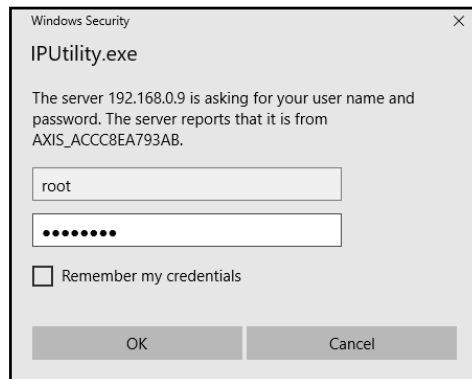 Windows Security
IPUtility.exe
The server 192.168.0.9 is asking for your user name and
password. The server reports that it is from
AXIS_ACCC8EA793AB.
root
●●●●●●●●
Remember my credentials
OK
Cancel